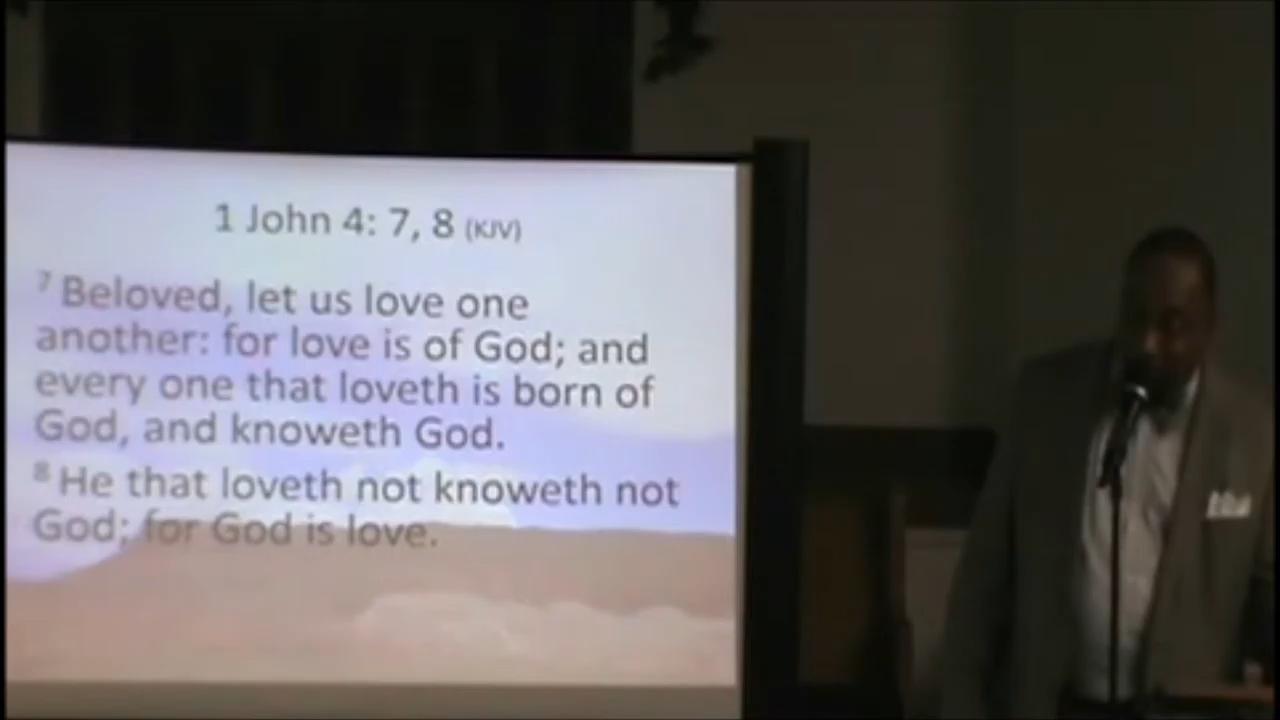 1 John 4: 7, 8 (KJV)
7 Beloved, let us love one
another: for love is of God; and
every one that loveth is born of
God, and knoweth God.
8 He that loveth not knoweth not
God; for God is love.